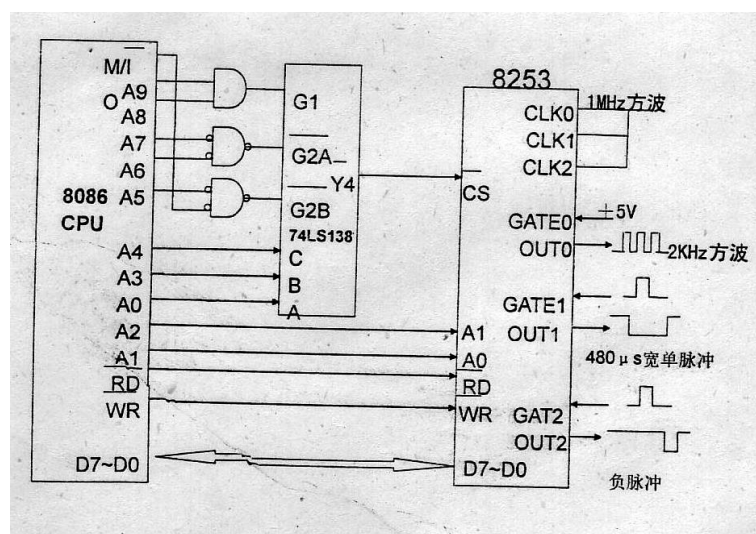 M/I
O
A9
A8
A7
A6
A5
8086
CPU
A4
A3
A0
A2
A1
RD
WR
D7~D0
G1
G2A
Y4
G2B
74LS138
C
B
A
8253
CLK0
CLK1
CLK2
CS
GATE0
OUT0
GATE1
A1
OUT1
A0
RD
WR
GAT2
OUT2
D7~D0
1MHz方波
±5V
2KHz方波
480μs宽单脉冲
负脉冲